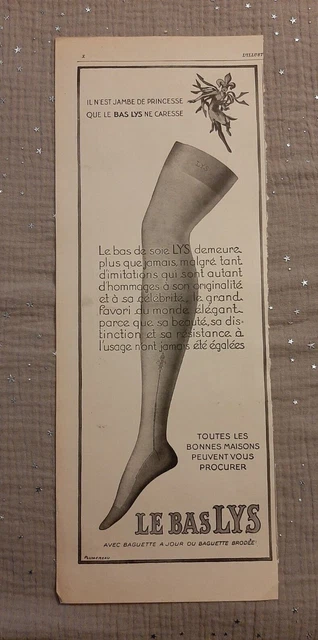 X
IL N'EST JAMBE DE PRINCESSE
QUE LE BAS LYS NE CARESSE
Le bas de soie LYS demeure
plus que jamais, malgré tant
d'imitations qui sont autant
d'hommages à son originalité
et à sa célébrité, le grand
favori du monde élégant
parce que sa beauté, sa dis-
tinction et sa résistance à
l'usage n'ont jamais été égalées
TOUTES LES
BONNES MAISONS
PEUVENT VOUS
PROCURER
LE BAS LYS
AVEC BAGUETTE A JOUR OU BAGUETTE BRODÉE